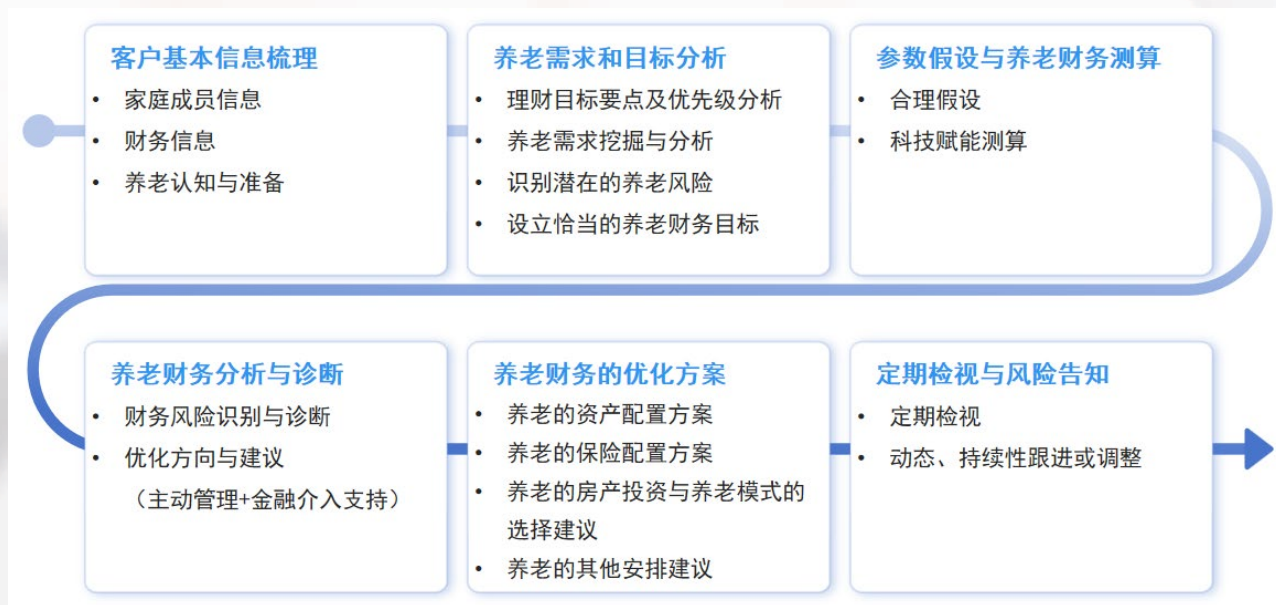 客户基本信息梳理
• 家庭成员信息
• 财务信息
• 养老认知与准备
养老需求和目标分析
• 理财目标要点及优先级分析
• 养老需求挖掘与分析
• 识别潜在的养老风险
• 设立恰当的养老财务目标
参数假设与养老财务测算
• 合理假设
• 科技赋能测算
养老财务分析与诊断
• 财务风险识别与诊断
• 优化方向与建议
（主动管理+金融介入支持）
养老财务的优化方案
• 养老的资产配置方案
• 养老的保险配置方案
• 养老的房产投资与养老模式的
选择建议
• 养老的其他安排建议
定期检视与风险告知
• 定期检视
• 动态、持续性跟进或调整